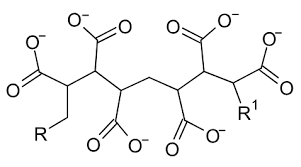 O⁻ O O O⁻
O⁻ O⁻
O O
R¹
R O O⁻ O O⁻